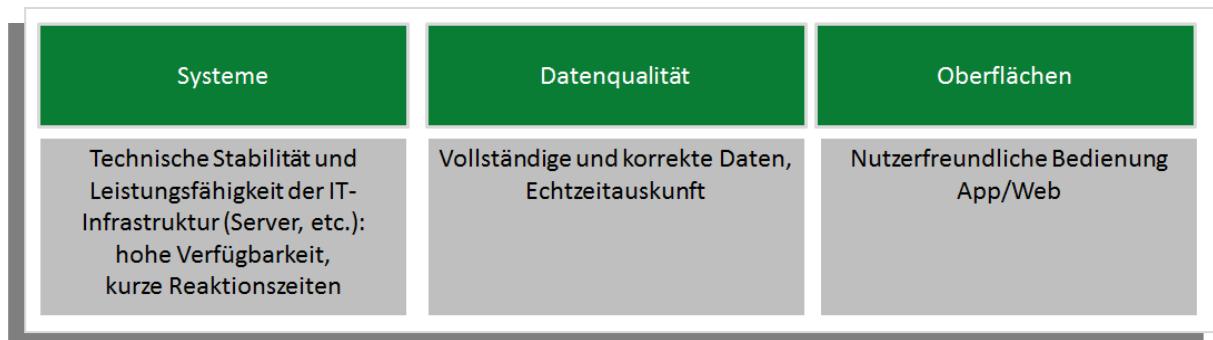 Systeme
Datenqualität
Oberflächen
Technische Stabilität und
Leistungsfähigkeit der IT-
Infrastruktur (Server, etc.):
hohe Verfügbarkeit,
kurze Reaktionszeiten
Vollständige und korrekte Daten,
Echtzeitauskunft
Nutzerfreundliche Bedienung
App/Web